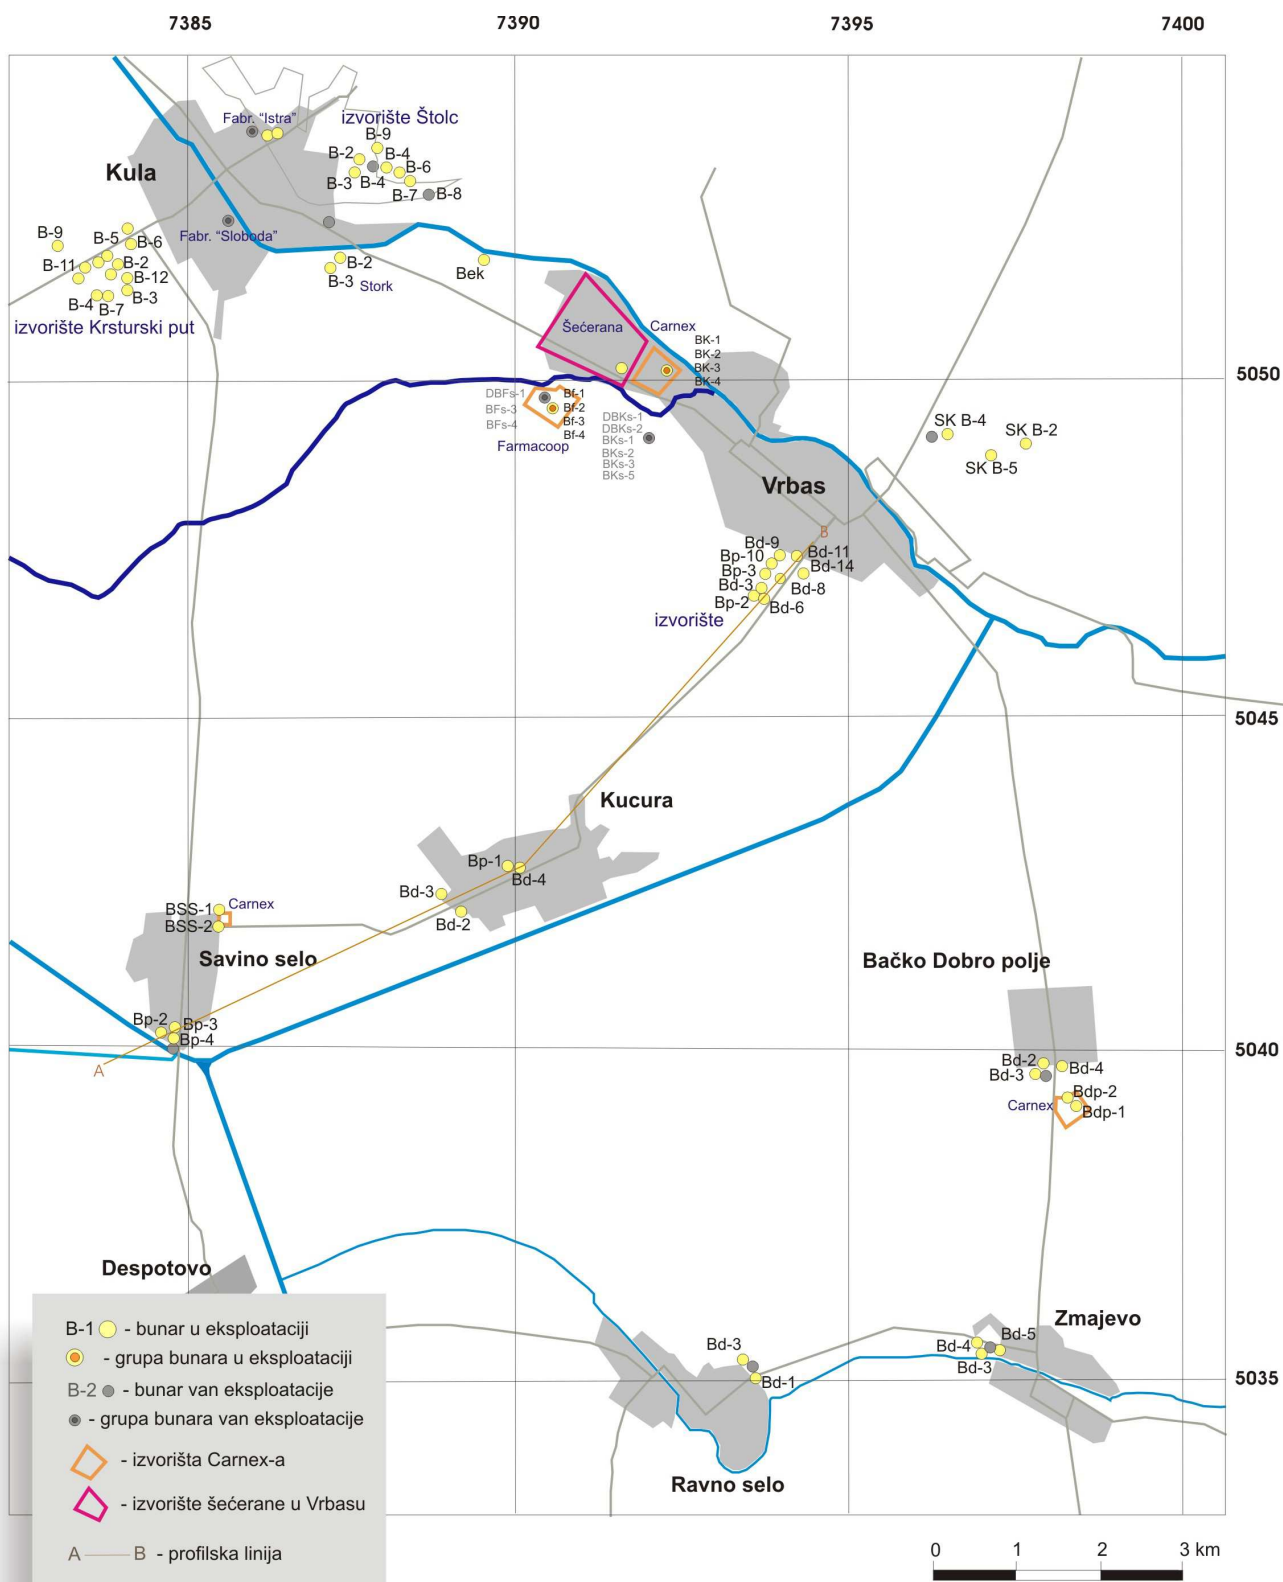 7385
7390
7395
7400
Fabr. “Istra”
izvorište Štolc
B-9
B-2
B-4
B-6
B-3
B-4
B-7
B-8
Kula
Fabr. “Sloboda”
B-9
B-5
B-6
B-11
B-2
B-12
B-3
B-4
B-7
izvorište Krsturski put
B-2
B-3
Stork
Bek
Šećerana
Carnex
BK-1
BK-2
BK-3
BK-4
5050
DBFs-1
BFs-3
BFs-4
Bf-1
Bf-2
Bf-3
Bf-4
Farmacoop
DBKs-1
DBKs-2
BKs-1
BKs-2
BKs-3
BKs-5
SK B-4
SK B-2
SK B-5
Vrbas
B
Bd-9
Bp-10
Bd-11
Bp-3
Bd-14
Bd-3
Bd-8
Bp-2
Bd-6
izvorište
5045
Kucura
Bp-1
Bd-4
Bd-3
Bd-2
BSS-1
Carnex
BSS-2
Savino selo
Bačko Dobro polje
Bp-2
Bp-3
Bp-4
A
5040
Bd-2
Bd-4
Bd-3
Bdp-2
Carnex
Bdp-1
Despotovo
Zmajevo
Bd-3
Bd-1
Bd-5
Bd-4
Bd-3
5035
Ravno selo
B-1 - bunar u eksploataciji
- grupa bunara u eksploataciji
B-2 - bunar van eksploatacije
- grupa bunara van eksploatacije
- izvorišta Carnex-a
- izvorište šećerane u Vrbasu
A B - profilska linija
0 1 2 3 km